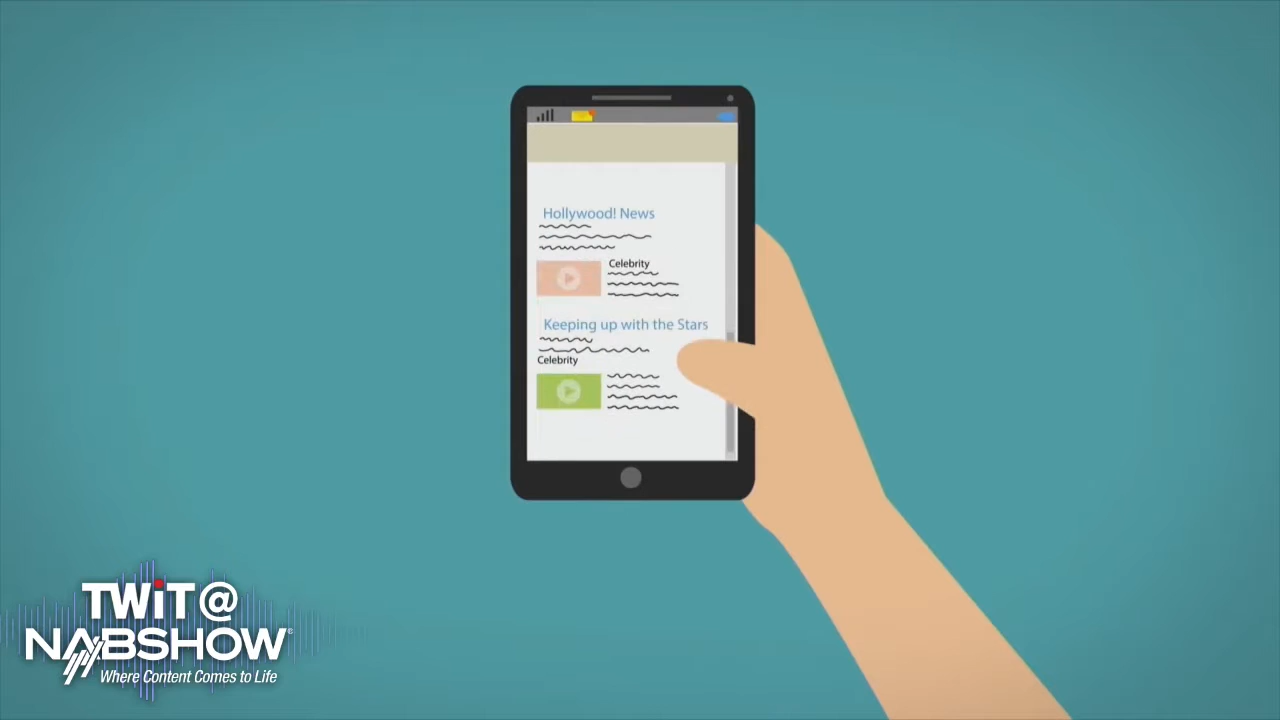 Hollywood! News
Celebrity
Keeping up with the Stars
Celebrity
TWiT@
NABSHOW®
Where Content Comes to Life